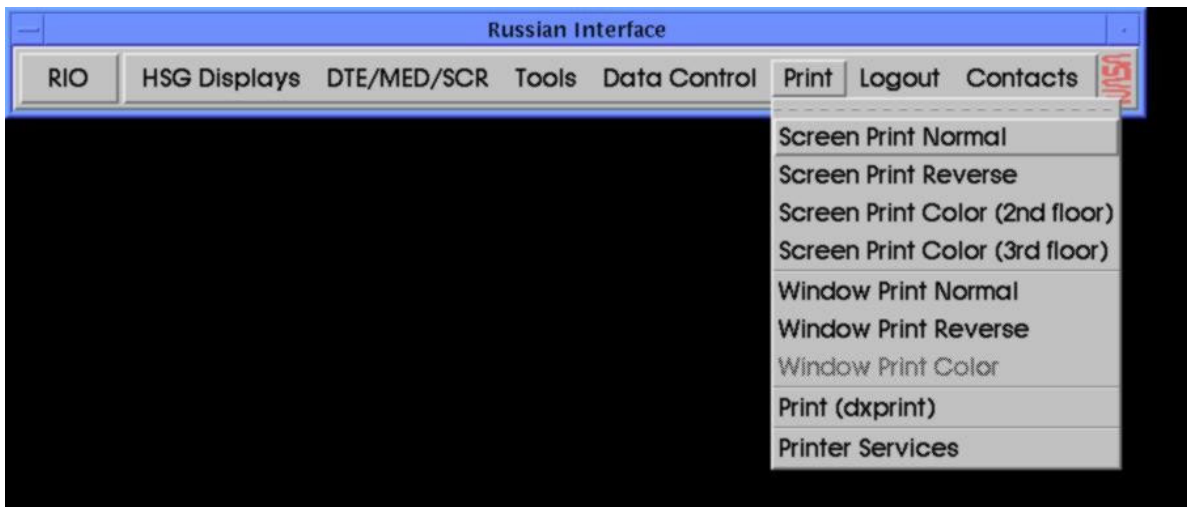 Russian Interface
RIO HSG Displays DTE/MED/SCR Tools Data Control Print Logout Contacts NASA
Screen Print Normal
Screen Print Reverse
Screen Print Color (2nd floor)
Screen Print Color (3rd floor)
Window Print Normal
Window Print Reverse
Window Print Color
Print (dxprint)
Printer Services